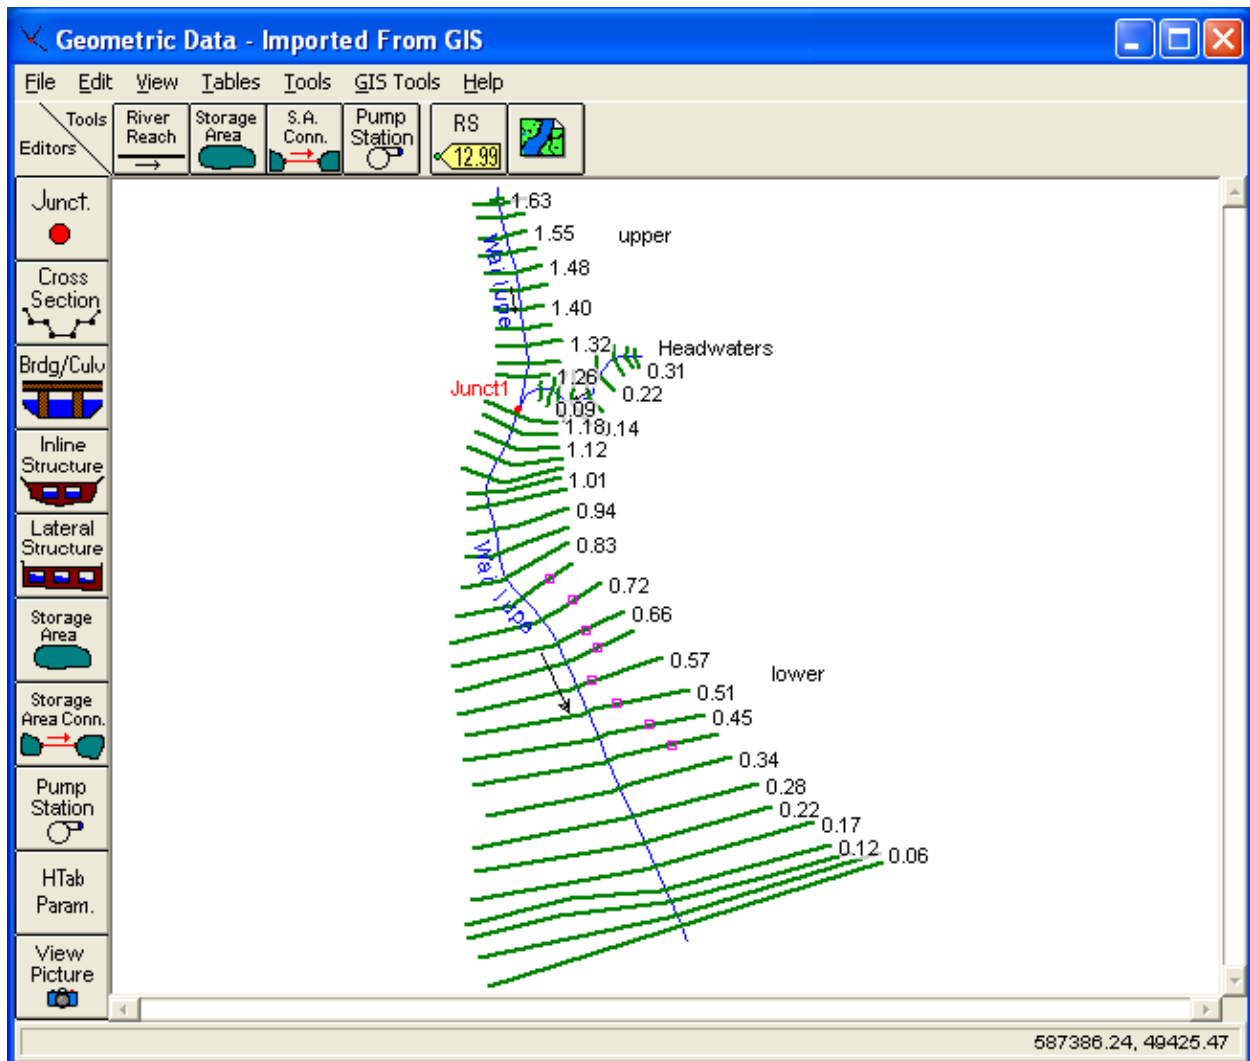 Geometric Data - Imported From GIS
File Edit View Tables Tools GIS Tools Help
Tools
Editors
River Reach
Storage Area
S.A. Conn.
Pump Station
RS
12.99
Junct.
Cross Section
Brdg/Culv
Inline Structure
Lateral Structure
Storage Area
Storage Area Conn.
Pump Station
HTab Param.
View Picture
1.63
1.55
upper
1.48
Wailupe
1.40
1.32
Headwaters
0.31
1.26
0.22
Junct1
0.09
1.18
0.14
1.12
1.01
0.94
0.83
Wailupe
0.72
0.66
0.57
lower
0.51
0.45
0.34
0.28
0.22
0.17
0.12
0.06
587386.24, 49425.47